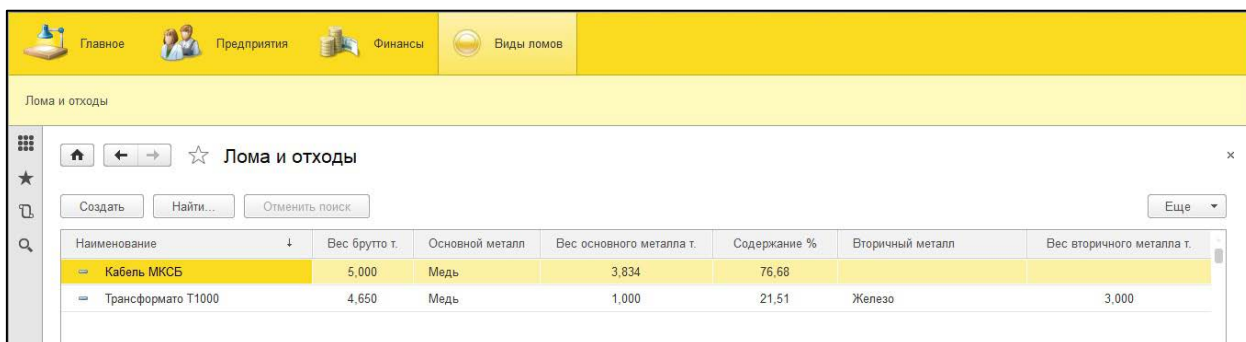 Главное Предприятия Финансы Виды ломов
Лома и отходы
Лома и отходы
Создать Найти... Отменить поиск Еще
Наименование Вес брутто т. Основной металл Вес основного металла т. Содержание % Вторичный металл Вес вторичного металла т.
Кабель МКСБ 5,000 Медь 3,834 76,68
Трансформато Т1000 4,650 Медь 1,000 21,51 Железо 3,000